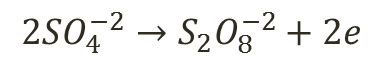 2SO₄⁻² → S₂O₈⁻² + 2e